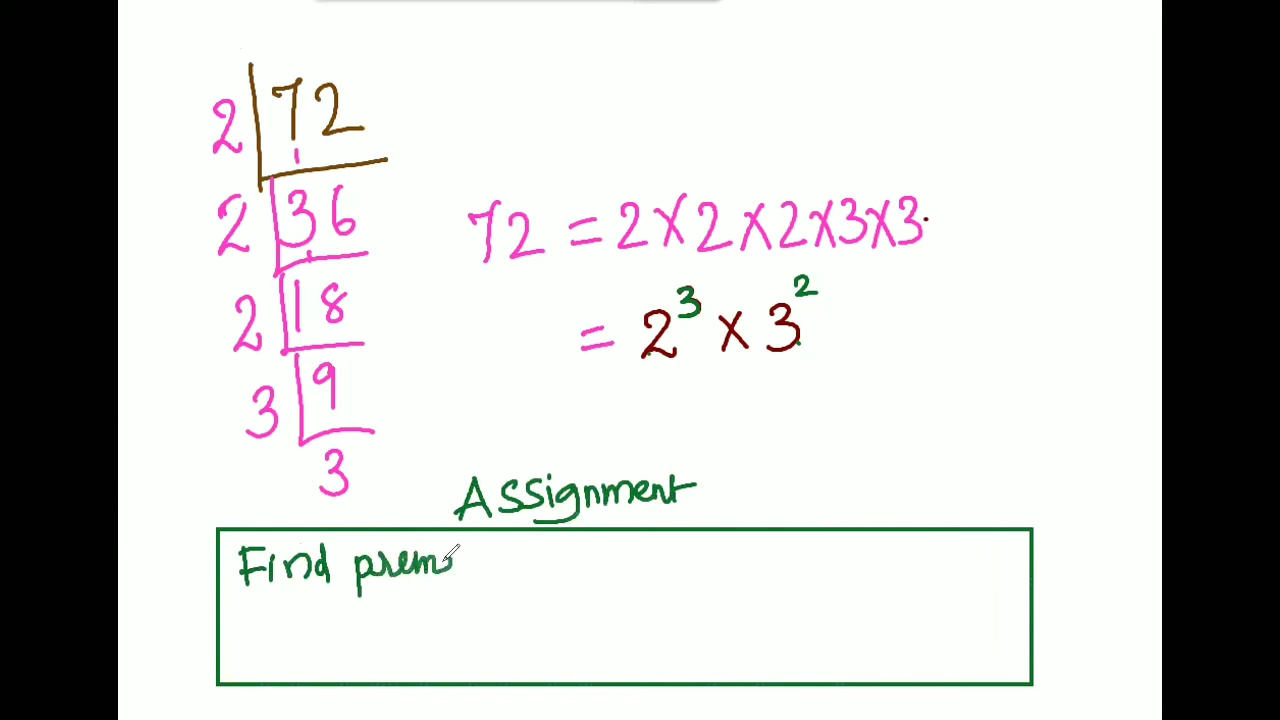 2 | 72
2 | 36
2 | 18
3 | 9
3
72 = 2 × 2 × 2 × 3 × 3
= 2³ × 3²
Assignment
Find prem